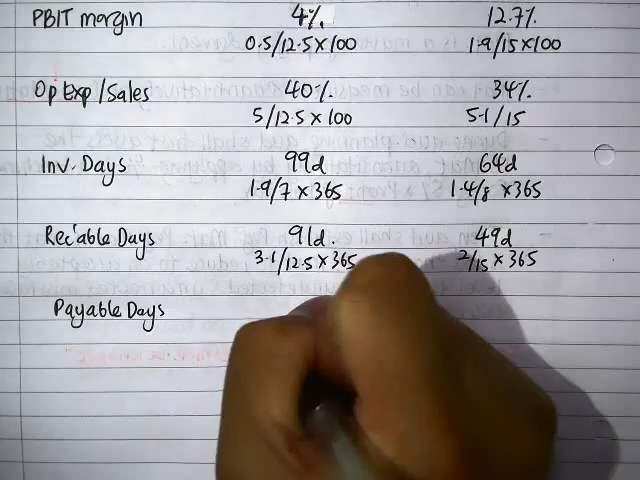 PBIT margin 4% 12.7%
0.5/12.5 x 100 1.9/15 x 100
Op Exp/Sales 40% 34%
5/12.5 x 100 5.1/15
Inv. Days 99d 64d
1.9/7 x 365 1.4/8 x 365
Rec'able Days 91d. 49d
3.1/12.5 x 365 2/15 x 365
Payable Days